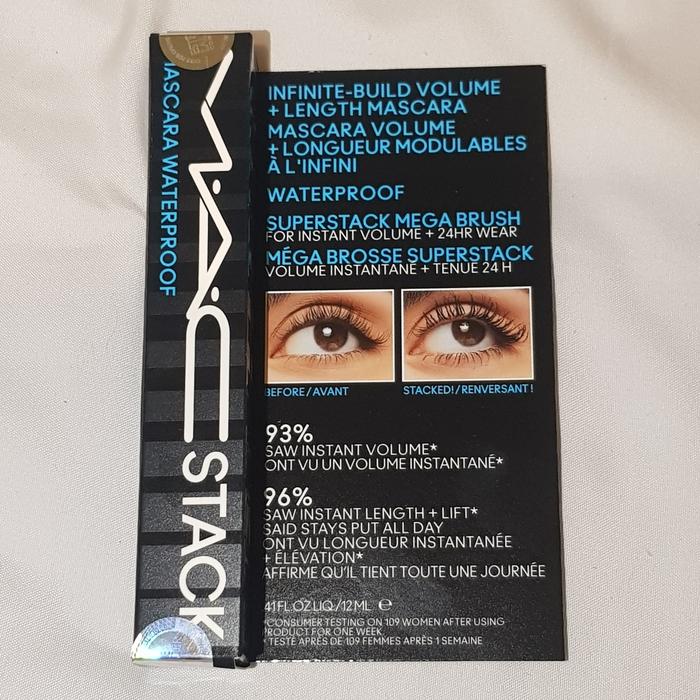 MASCARA WATERPROOF
MAC STACK
INFINITE-BUILD VOLUME
+ LENGTH MASCARA
MASCARA VOLUME
+ LONGUEUR MODULABLES
À L'INFINI
WATERPROOF
SUPERSTACK MEGA BRUSH
FOR INSTANT VOLUME + 24HR WEAR
MÉGA BROSSE SUPERSTACK
VOLUME INSTANTANÉ + TENUE 24 H
BEFORE / AVANT
STACKED! / RENVERSANT !
93%
SAW INSTANT VOLUME*
ONT VU UN VOLUME INSTANTANÉ*
96%
SAW INSTANT LENGTH + LIFT*
SAID STAYS PUT ALL DAY
ONT VU LONGUEUR INSTANTANÉE
+ ÉLÉVATION*
AFFIRME QU'IL TIENT TOUTE UNE JOURNÉE
.41 FL.OZ.LIQ./12 ML ℮
*CONSUMER TESTING ON 109 WOMEN AFTER USING
PRODUCT FOR ONE WEEK.
TESTÉ APRÈS DE 109 FEMMES APRÈS 1 SEMAINE